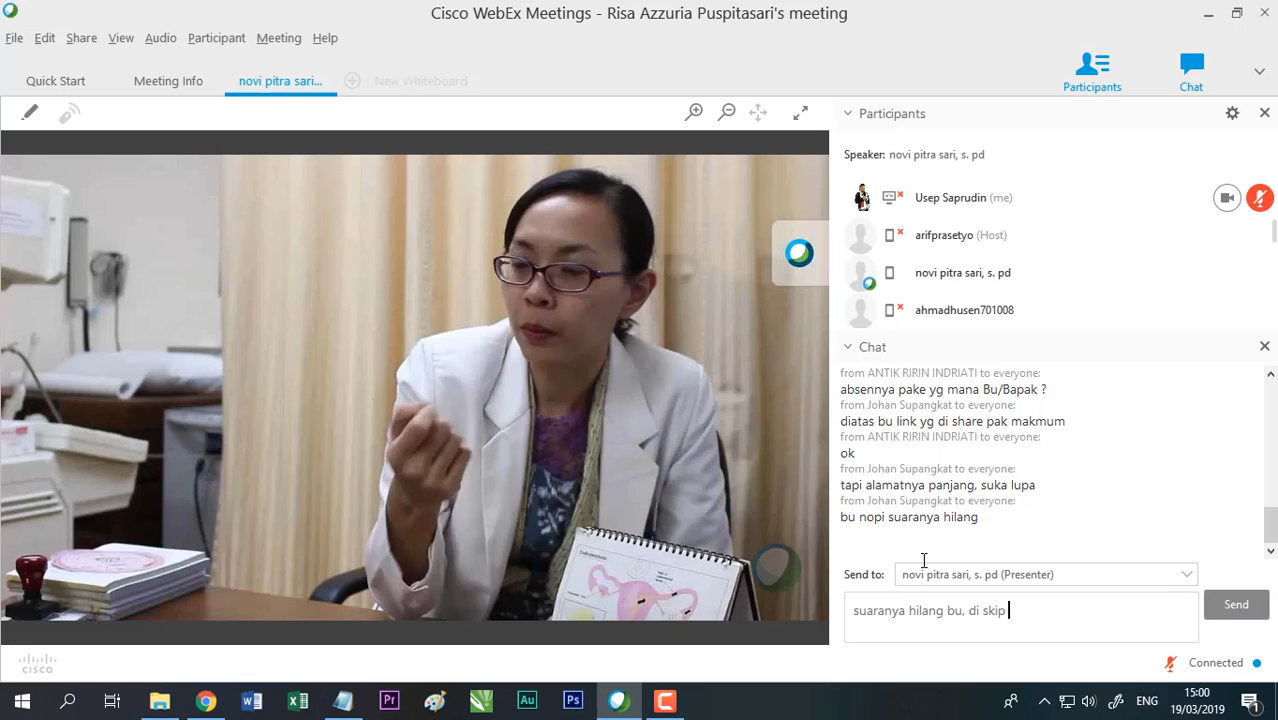 Cisco WebEx Meetings - Risa Azzuria Puspitasari's meeting
File Edit Share View Audio Participant Meeting Help
Quick Start Meeting Info novi pitra sari... New Whiteboard
Participants Chat
Participants
Speaker: novi pitra sari, s. pd
Usep Saprudin (me)
arifprasetyo (Host)
novi pitra sari, s. pd
ahmadhusen701008
Chat
from ANTIK RIRIN INDRIATI to everyone:
absennya pake yg mana Bu/Bapak ?
from Johan Supangkat to everyone:
diatas bu link yg di share pak makmum
from ANTIK RIRIN INDRIATI to everyone:
ok
from Johan Supangkat to everyone:
tapi alamatnya panjang, suka lupa
from Johan Supangkat to everyone:
bu nopi suaranya hilang
Send to: novi pitra sari, s. pd (Presenter)
suaranya hilang bu, di skip
Send
cisco
Connected
Pr Au Ps
ENG
15:00
19/03/2019
1